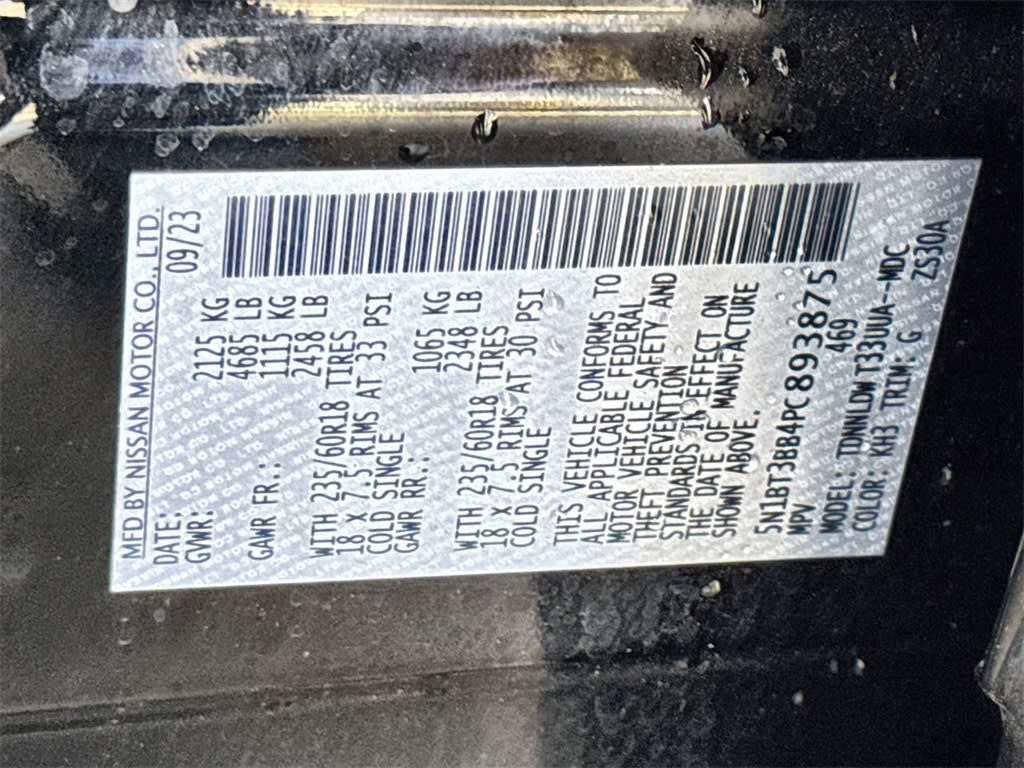 MFD BY NISSAN MOTOR CO., LTD.
DATE: 09/23
GVWR: 2125 KG
4685 LB
GAWR FR.: 1115 KG
2458 LB
WITH 235/60R18 TIRES
18 X 7.5 RIMS AT 33 PSI
COLD SINGLE
GAWR RR.: 1065 KG
2348 LB
WITH 235/60R18 TIRES
18 X 7.5 RIMS AT 30 PSI
COLD SINGLE
THIS VEHICLE CONFORMS TO
ALL APPLICABLE FEDERAL
MOTOR VEHICLE SAFETY AND
THEFT PREVENTION
STANDARDS IN EFFECT ON
THE DATE OF MANUFACTURE
SHOWN ABOVE.
5N1BT3BB4PC893875
MPV 469
MODEL: TDNNLDWT33UUA--MDC
COLOR: KH3 TRIM: G ZS30A